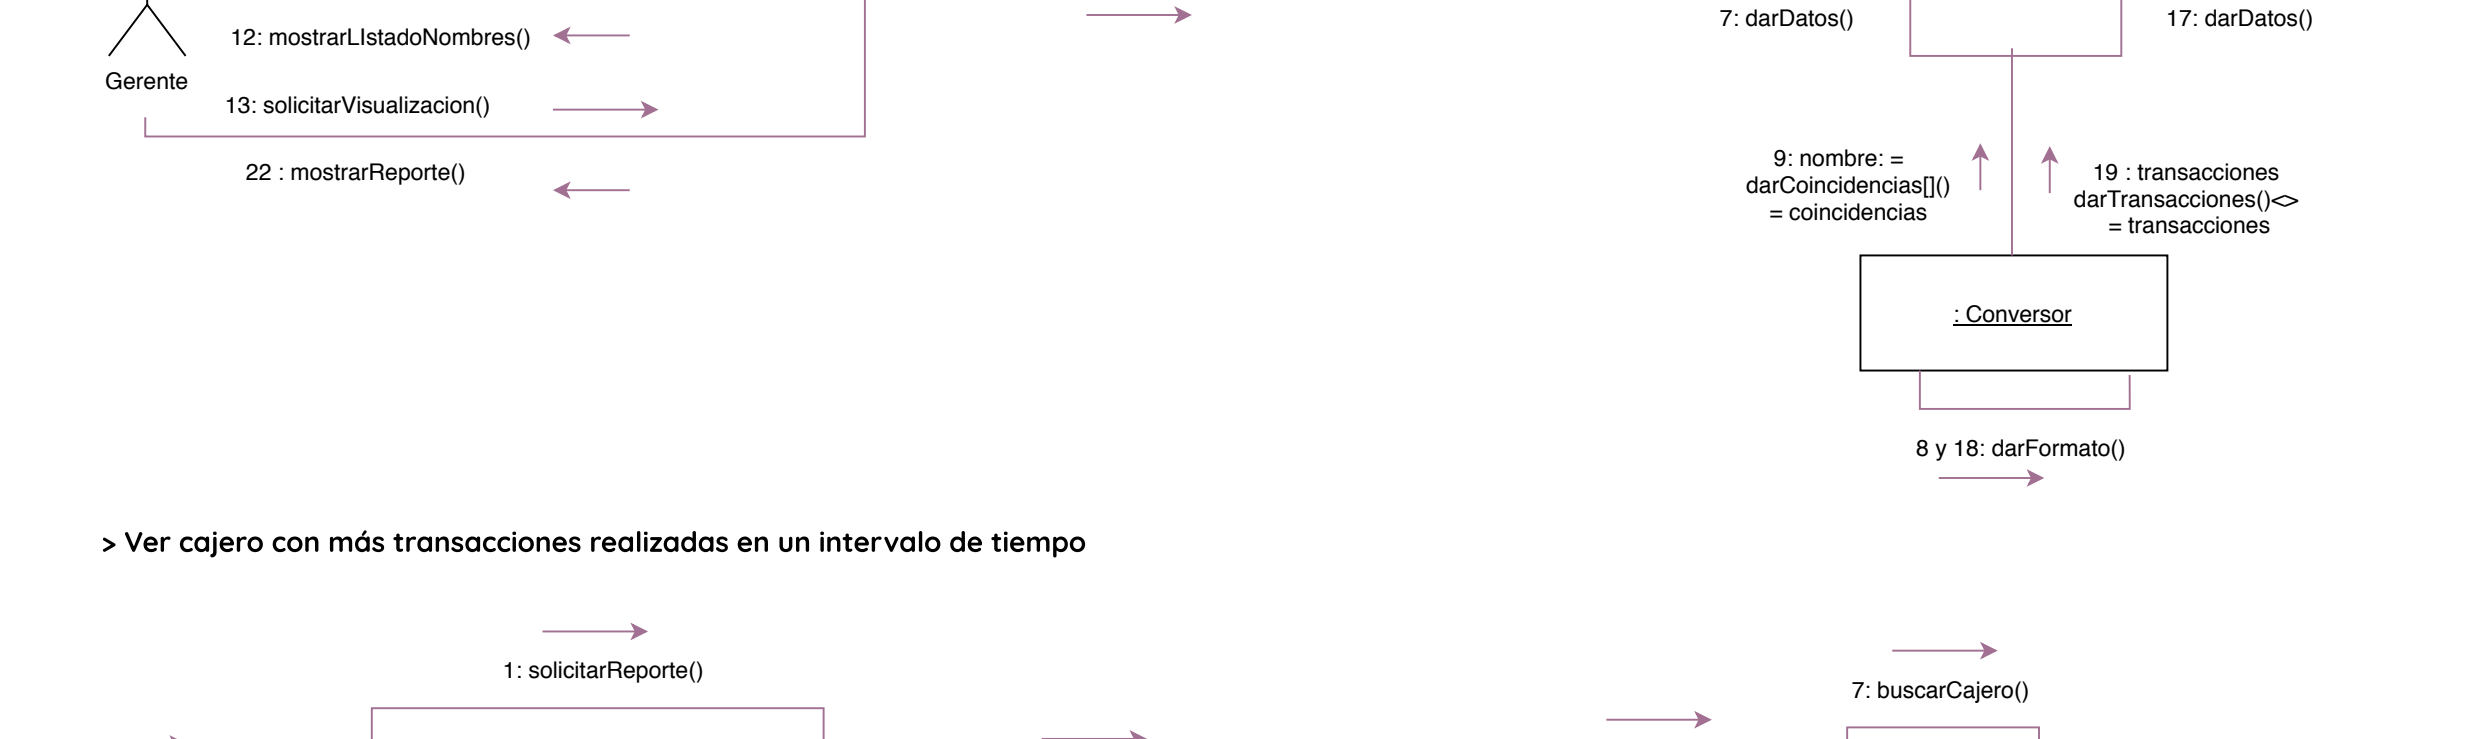 7: darDatos()
17: darDatos()
12: mostrarLIstadoNombres()
Gerente
13: solicitarVisualizacion()
22 : mostrarReporte()
9: nombre: =
darCoincidencias[]()
= coincidencias
19 : transacciones
darTransacciones()<>
= transacciones
: Conversor
8 y 18: darFormato()
> Ver cajero con más transacciones realizadas en un intervalo de tiempo
1: solicitarReporte()
7: buscarCajero()